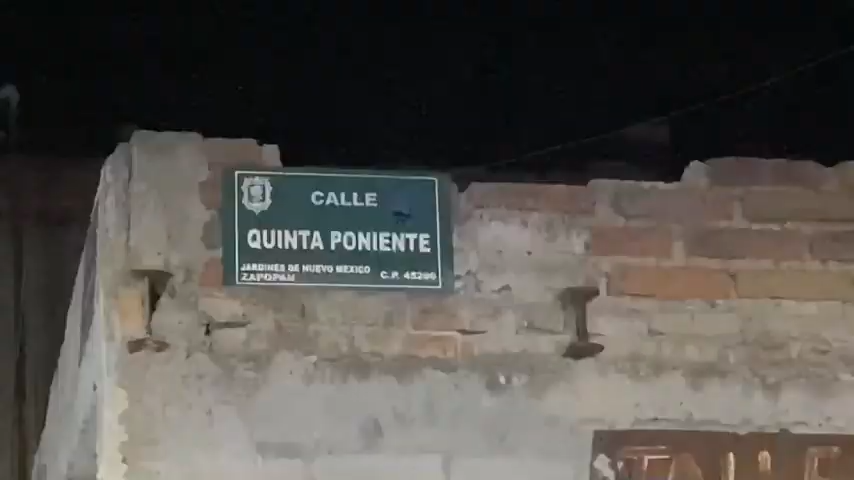 CALLE
QUINTA PONIENTE
JARDINES DE NUEVO MEXICO
ZAPOPAN C.P. 45200